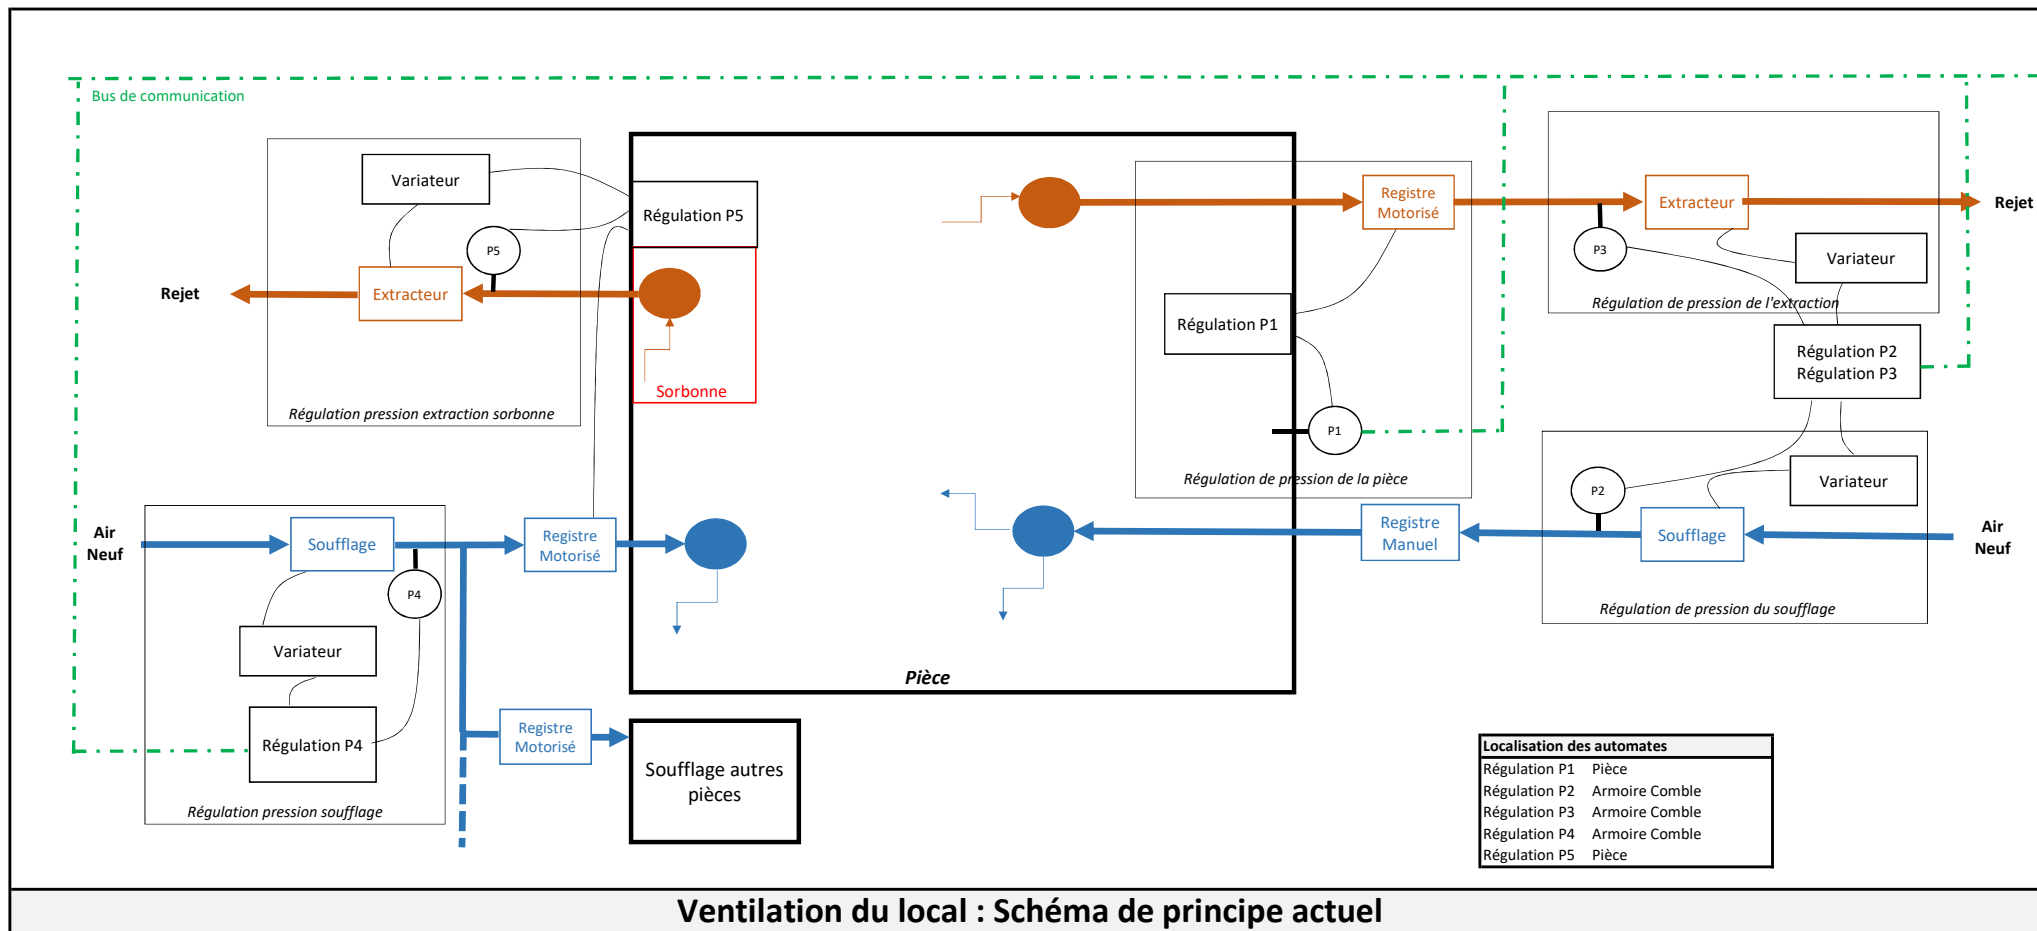 Bus de communication
Variateur
Régulation P5
P5
Rejet
Extracteur
Sorbonne
Régulation pression extraction sorbonne
Registre
Motorisé
Extracteur
Rejet
P3
Variateur
Régulation de pression de l'extraction
Régulation P1
Régulation P2
Régulation P3
P1
Régulation de pression de la pièce
P2
Variateur
Air
Neuf
Soufflage
Registre
Motorisé
Registre
Manuel
Soufflage
Air
Neuf
P4
Régulation de pression du soufflage
Variateur
Pièce
Régulation P4
Registre
Motorisé
Soufflage autres
pièces
Régulation pression soufflage
Localisation des automates
Régulation P1 Pièce
Régulation P2 Armoire Comble
Régulation P3 Armoire Comble
Régulation P4 Armoire Comble
Régulation P5 Pièce
Ventilation du local : Schéma de principe actuel